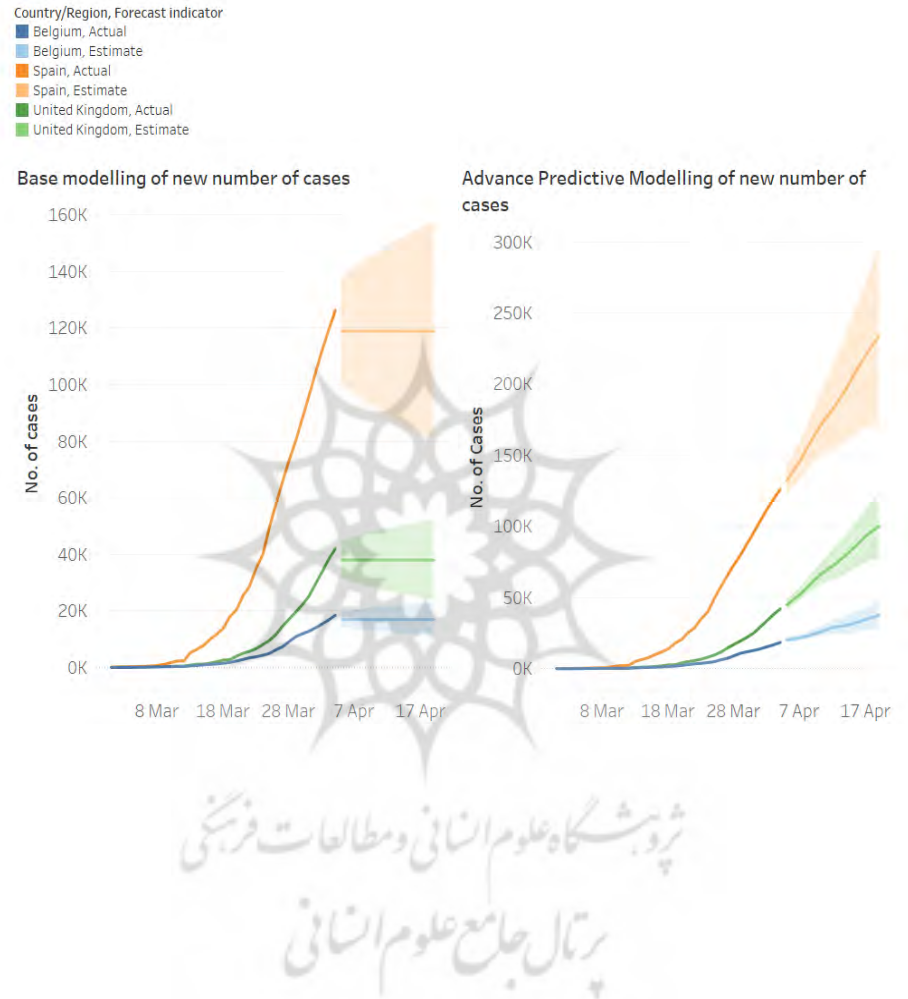 Country/Region, Forecast indicator
Belgium, Actual
Belgium, Estimate
Spain, Actual
Spain, Estimate
United Kingdom, Actual
United Kingdom, Estimate
Base modelling of new number of cases
160K
140K
120K
100K
80K
60K
40K
20K
0K
No. of cases
8 Mar 18 Mar 28 Mar 7 Apr 17 Apr
Advance Predictive Modelling of new number of
cases
300K
250K
200K
150K
100K
50K
0K
No. of Cases
8 Mar 18 Mar 28 Mar 7 Apr 17 Apr
پژوهشگاه علوم انسانی و مطالعات فرهنگی
پرتال جامع علوم انسانی